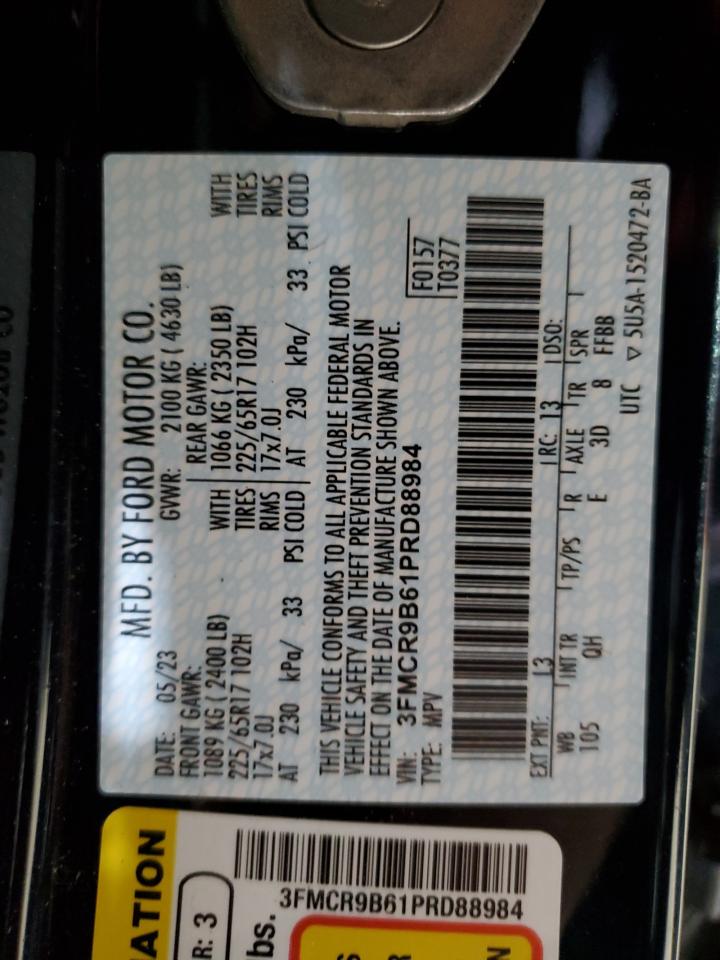 MFD. BY FORD MOTOR CO.
DATE: 05/23 GVWR: 2100 KG ( 4630 LB)
FRONT GAWR: REAR GAWR:
1089 KG ( 2400 LB) WITH 1066 KG ( 2350 LB) WITH
225/65R17 102H TIRES 225/65R17 102H TIRES
17x7.0J RIMS 17x7.0J RIMS
AT 230 kPa/ 33 PSI COLD AT 230 kPa/ 33 PSI COLD
THIS VEHICLE CONFORMS TO ALL APPLICABLE FEDERAL MOTOR
VEHICLE SAFETY AND THEFT PREVENTION STANDARDS IN
EFFECT ON THE DATE OF MANUFACTURE SHOWN ABOVE.
VIN: 3FMCR9B61PRD88984 F0157
TYPE: MPV T0377
EXT PNT: 13 RC: 13 DSO:
WB INT TR TP/PS R AXLE TR SPR
105 QH E 3D 8 FFBB
UTC ▽ 5U5A-1520472-BA
ATION
R: 3
bs.
3FMCR9B61PRD88984
S
R
N